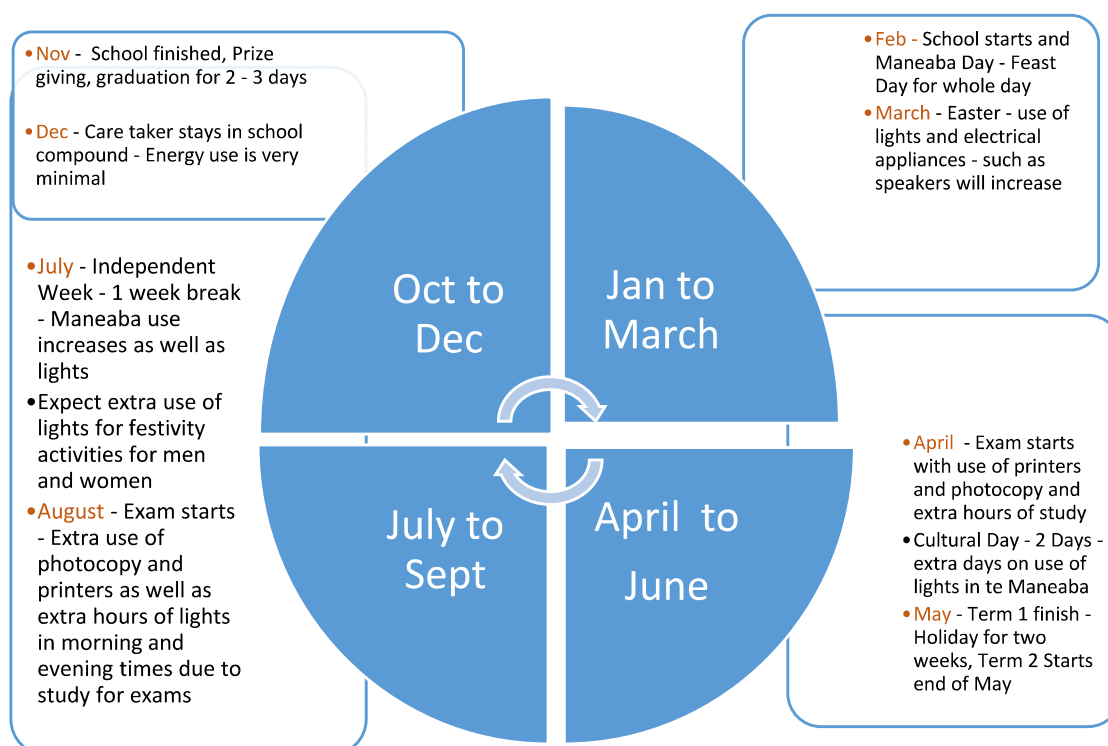 •Nov -  School finished, Prize
giving, graduation for 2 - 3 days
•Dec - Care taker stays in school
compound - Energy use is very
minimal
•Feb - School starts and
Maneaba Day - Feast
Day for whole day
•March - Easter - use of
lights and electrical
appliances - such as
speakers will increase
Oct to
Dec
Jan to
March
•July - Independent
Week - 1 week break
- Maneaba use
increases as well as
lights
•Expect extra use of
lights for festivity
activities for men
and women
•August - Exam starts
- Extra use of
photocopy and
printers as well as
extra hours of lights
in morning and
evening times due to
study for exams
July to
Sept
April  to
June
•April  - Exam starts
with use of printers
and photocopy and
extra hours of study
•Cultural Day - 2 Days -
extra days on use of
lights in te Maneaba
•May - Term 1 finish -
Holiday for two
weeks, Term 2 Starts
end of May